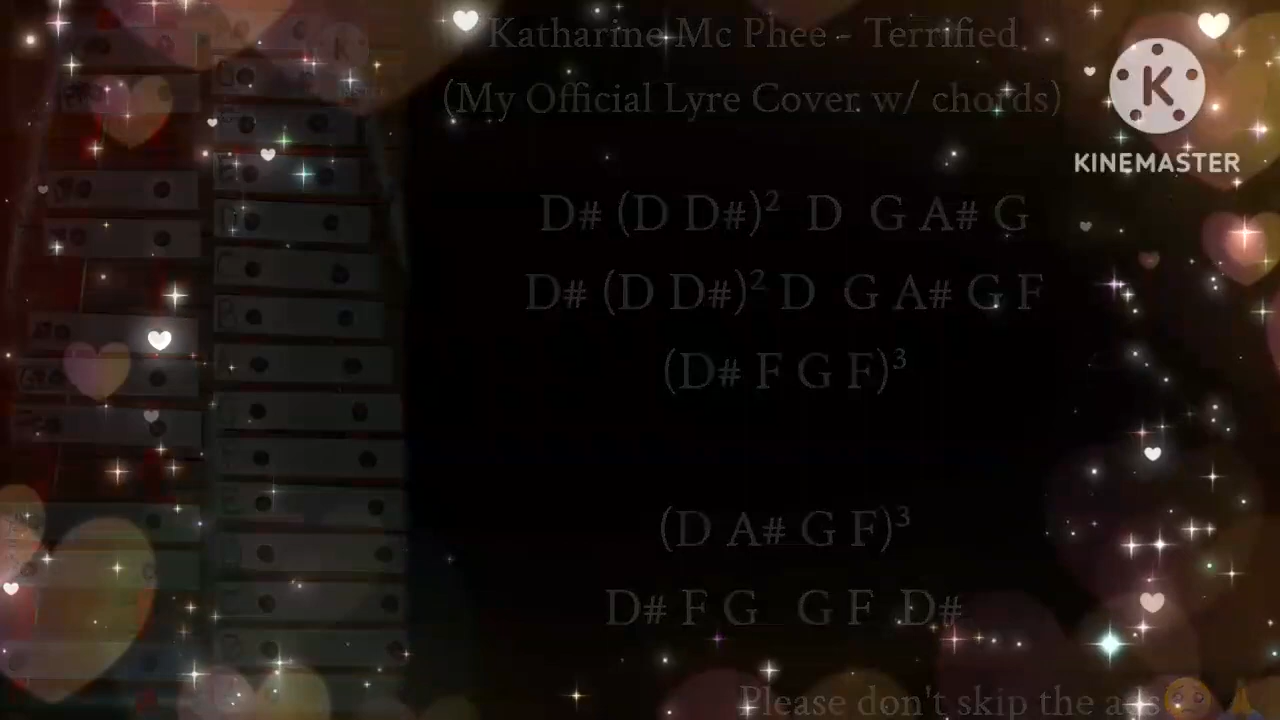 Katharine Mc Phee - Terrified
(My Official Lyre Cover w/ chords)
K
KINEMASTER
D# (D D#)² D G A# G
D# (D D#)² D G A# G F
(D# F G F)³
(D A# G F)³
D# F G G F D#
Please don't skip the ads🥺🙏